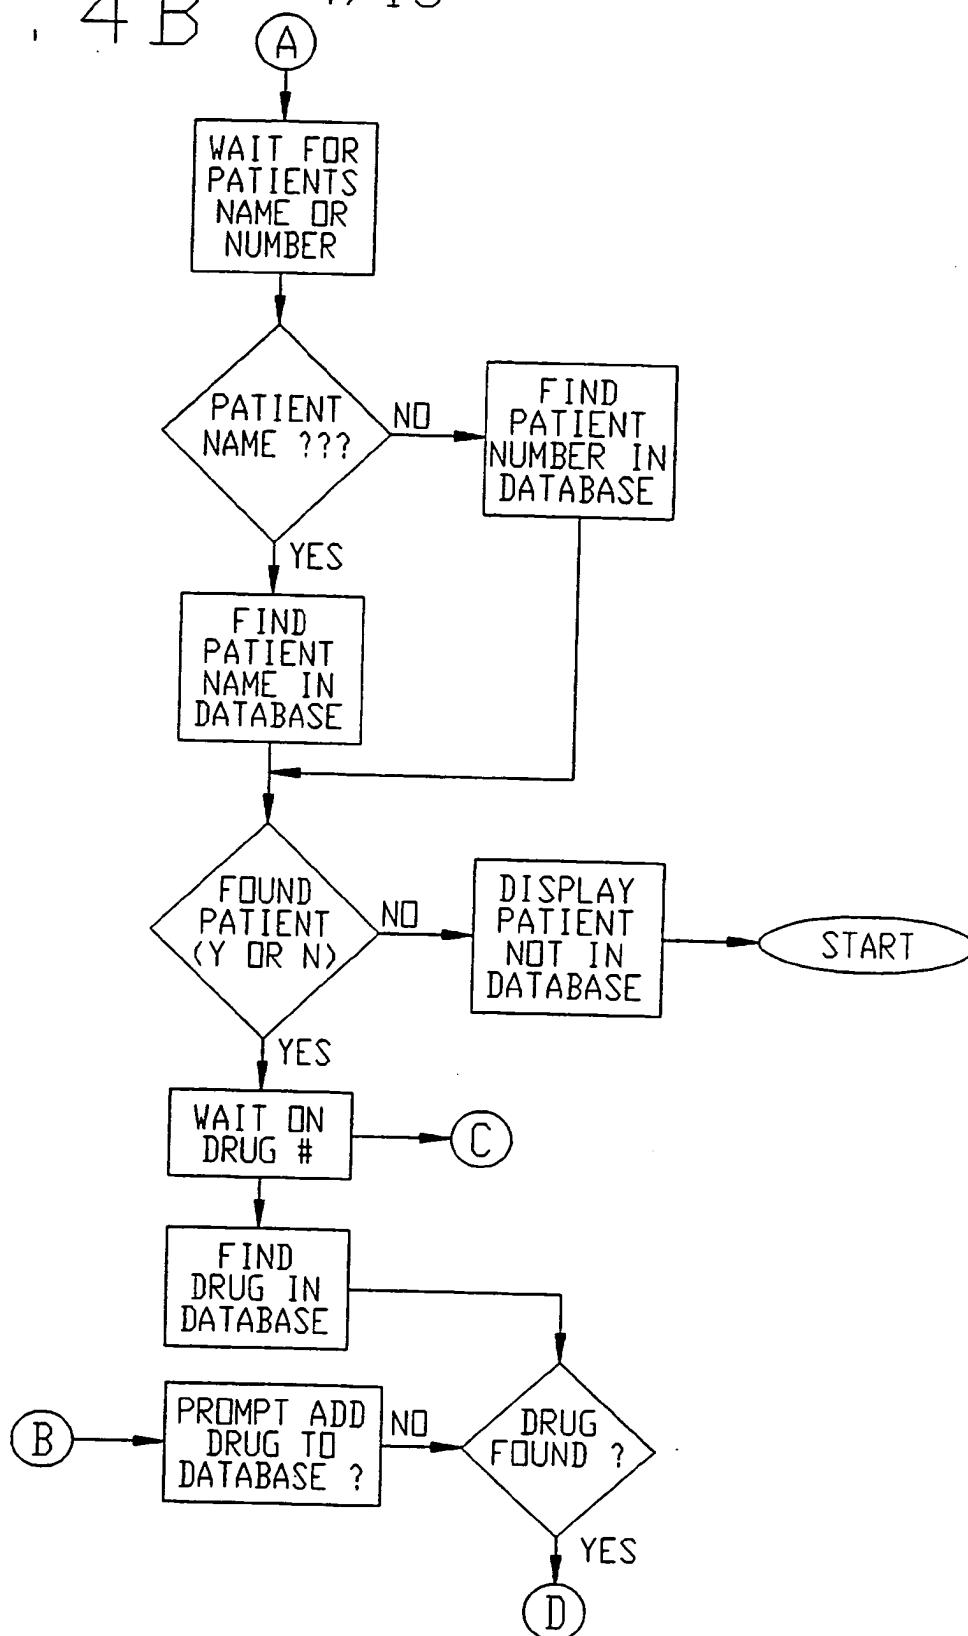 . 4B
A
WAIT FOR
PATIENTS
NAME OR
NUMBER
PATIENT
NAME ???
NO
FIND
PATIENT
NUMBER IN
DATABASE
YES
FIND
PATIENT
NAME IN
DATABASE
FOUND
PATIENT
(Y OR N)
NO
DISPLAY
PATIENT
NOT IN
DATABASE
START
YES
WAIT ON
DRUG #
C
FIND
DRUG IN
DATABASE
B
PROMPT ADD
DRUG TO
DATABASE ?
NO
DRUG
FOUND ?
YES
D